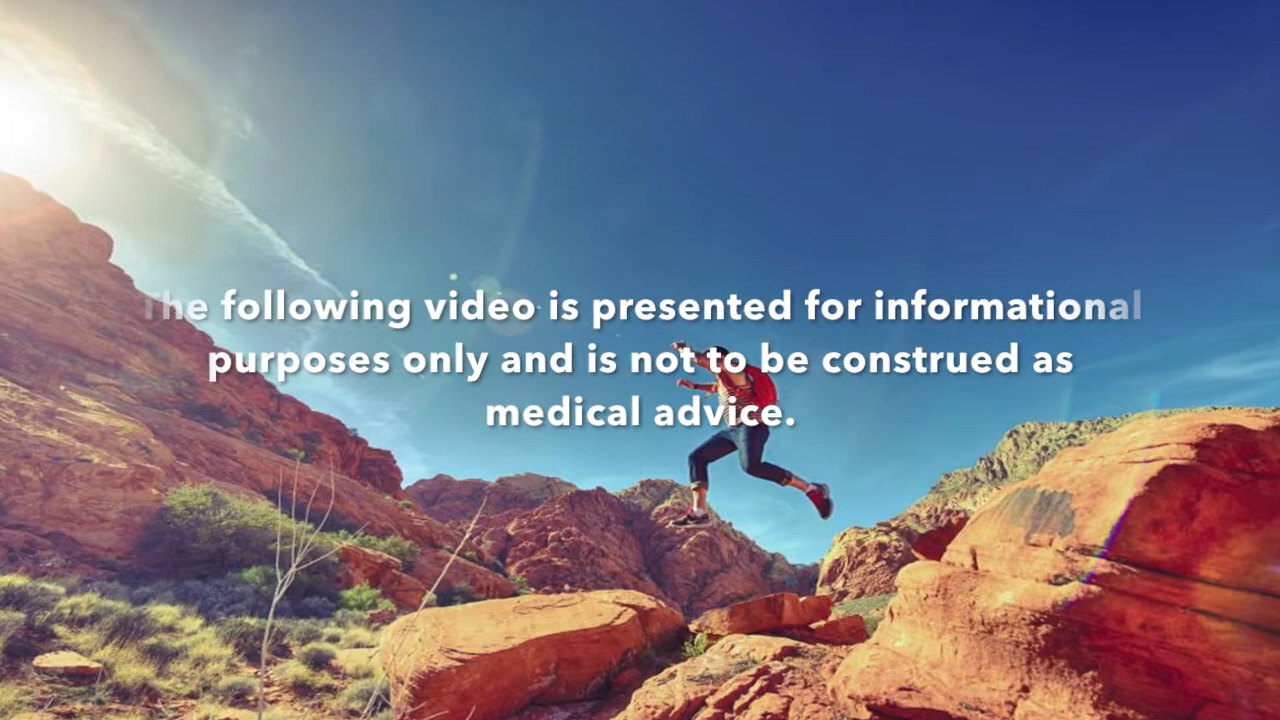 The following video is presented for informational
purposes only and is not to be construed as
medical advice.